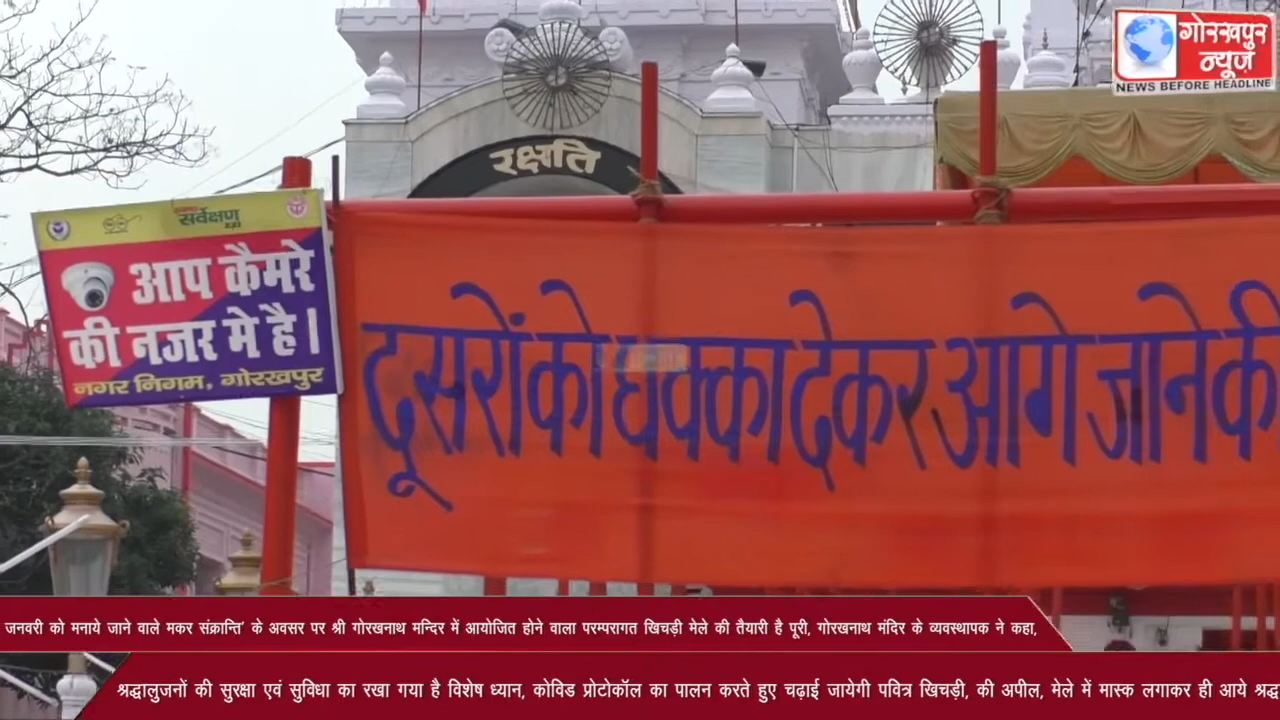 गोरखपुर
न्यूज़
NEWS BEFORE HEADLINE
रक्षति
सर्वेक्षण
आप कैमरे
की नजर मे है।
नगर निगम, गोरखपुर
दूसरों को धक्का देकर आगे जाने की
जनवरी को मनाये जाने वाले मकर संक्रान्ति' के अवसर पर श्री गोरखनाथ मन्दिर में आयोजित होने वाला परम्परागत खिचड़ी मेले की तैयारी है पूरी, गोरखनाथ मंदिर के व्यवस्थापक ने कहा,
श्रद्धालुजनों की सुरक्षा एवं सुविधा का रखा गया है विशेष ध्यान, कोविड प्रोटोकॉल का पालन करते हुए चढ़ाई जायेगी पवित्र खिचड़ी, की अपील, मेले में मास्क लगाकर ही आये श्रद्ध